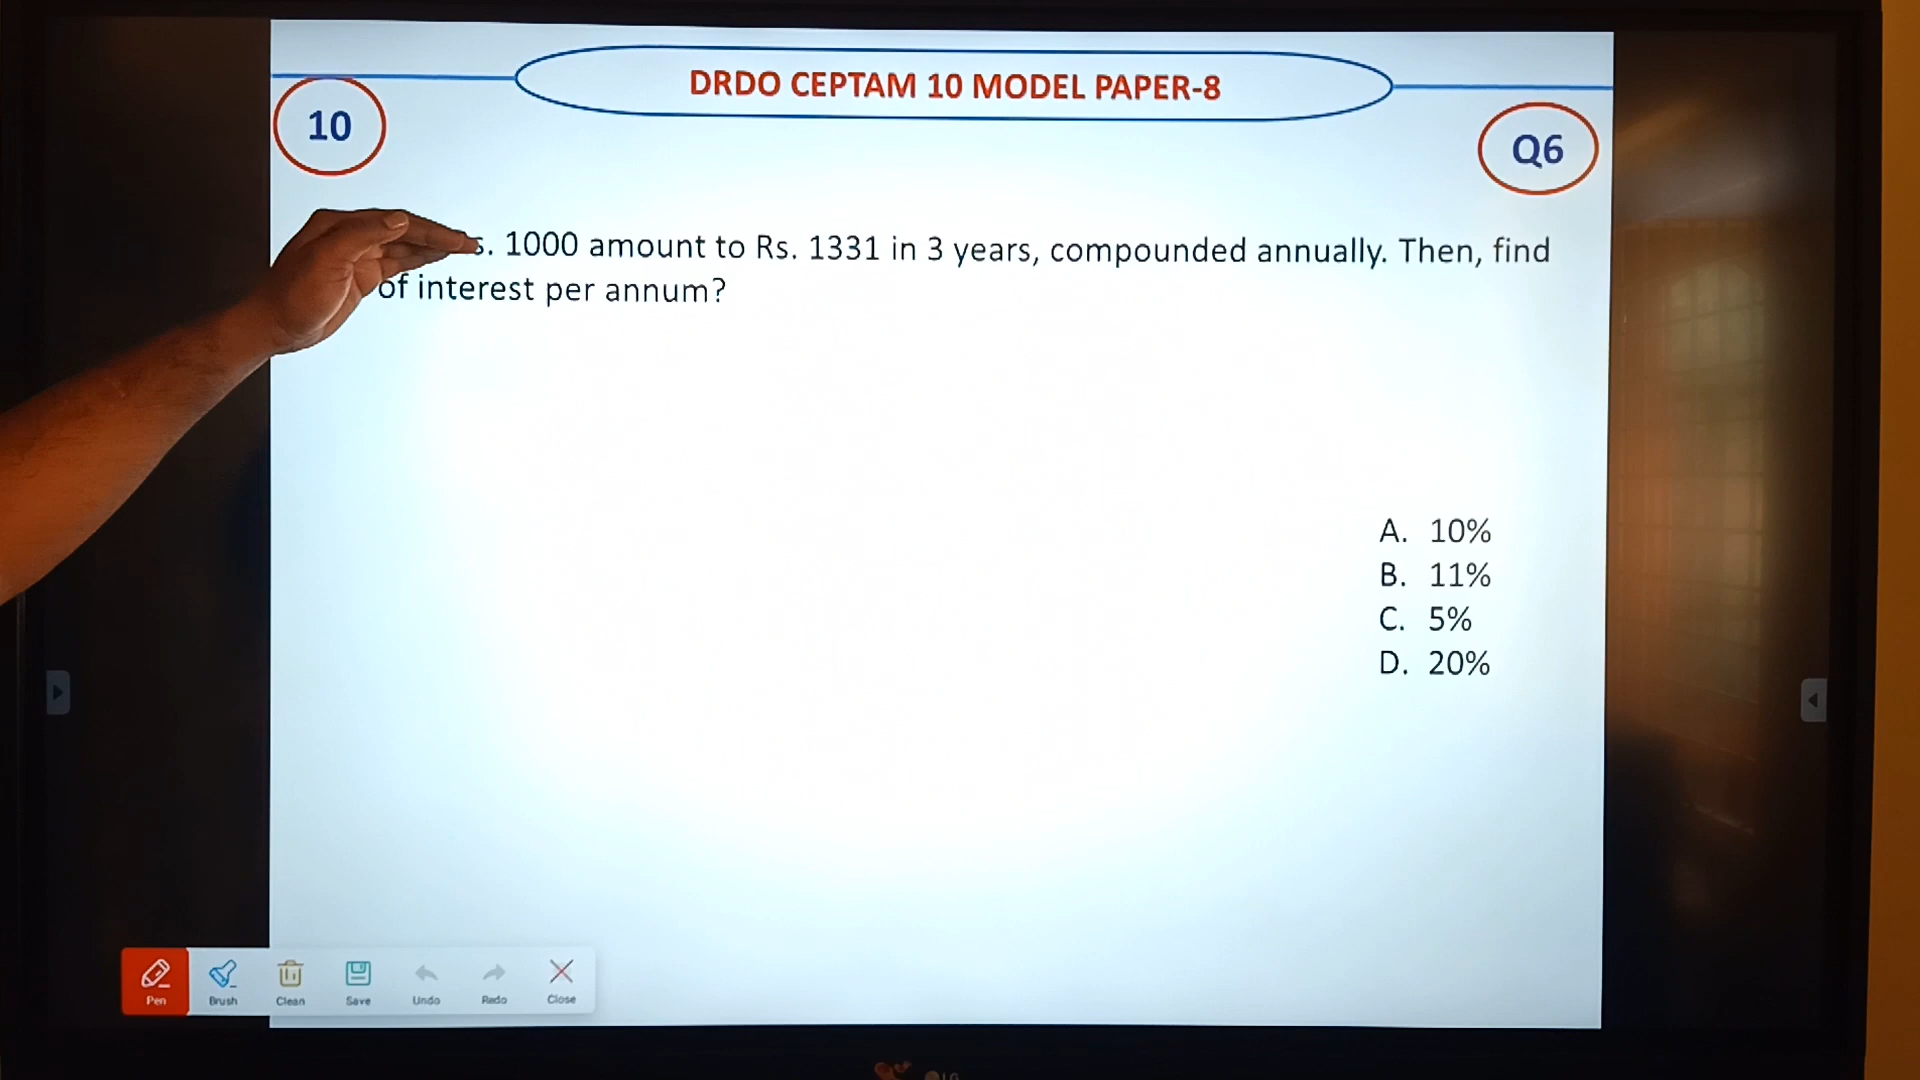 DRDO CEPTAM 10 MODEL PAPER-8
10
Q6
s. 1000 amount to Rs. 1331 in 3 years, compounded annually. Then, find
of interest per annum?
A. 10%
B. 11%
C. 5%
D. 20%
Pen Brush Clean Save Undo Redo Close
LG